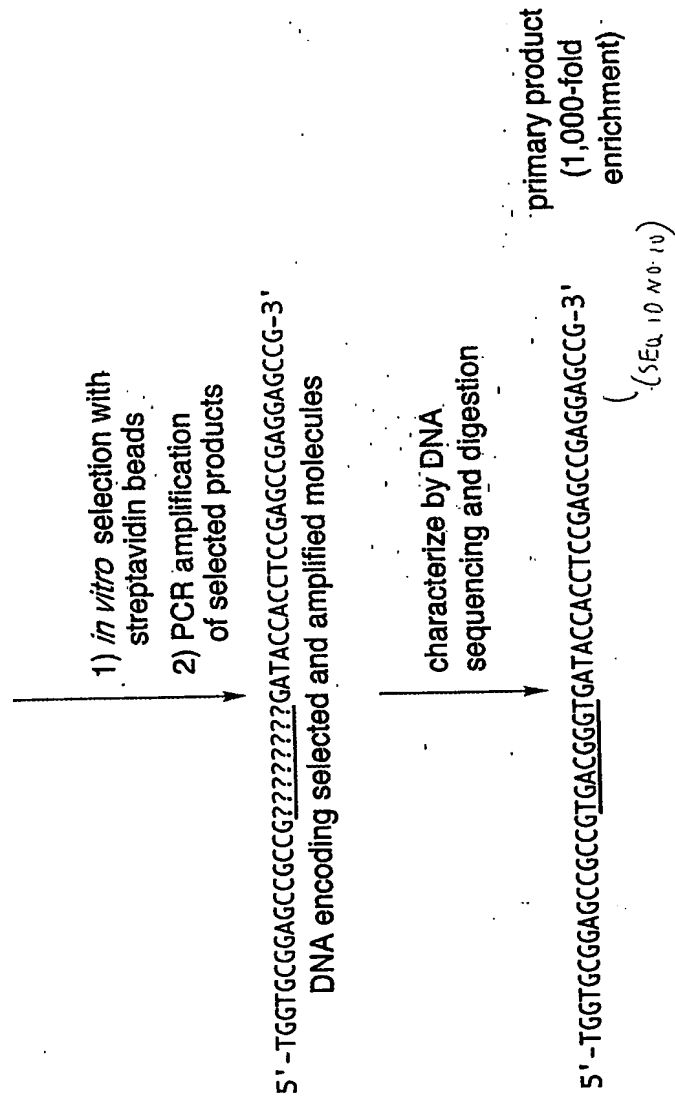 1) in vitro selection with
streptavidin beads
2) PCR amplification
of selected products
5'-TGGTGCGGAGCCGCCG????????GATACCACCTCCGAGCCGAGGAGCCG-3'
DNA encoding selected and amplified molecules
characterize by DNA
sequencing and digestion
primary product
(1,000-fold
enrichment)
5'-TGGTGCGGAGCCGCCGTGACGGGTGATACCACCTCCGAGCCGAGGAGCCG-3'
(SEQ ID NO:10)